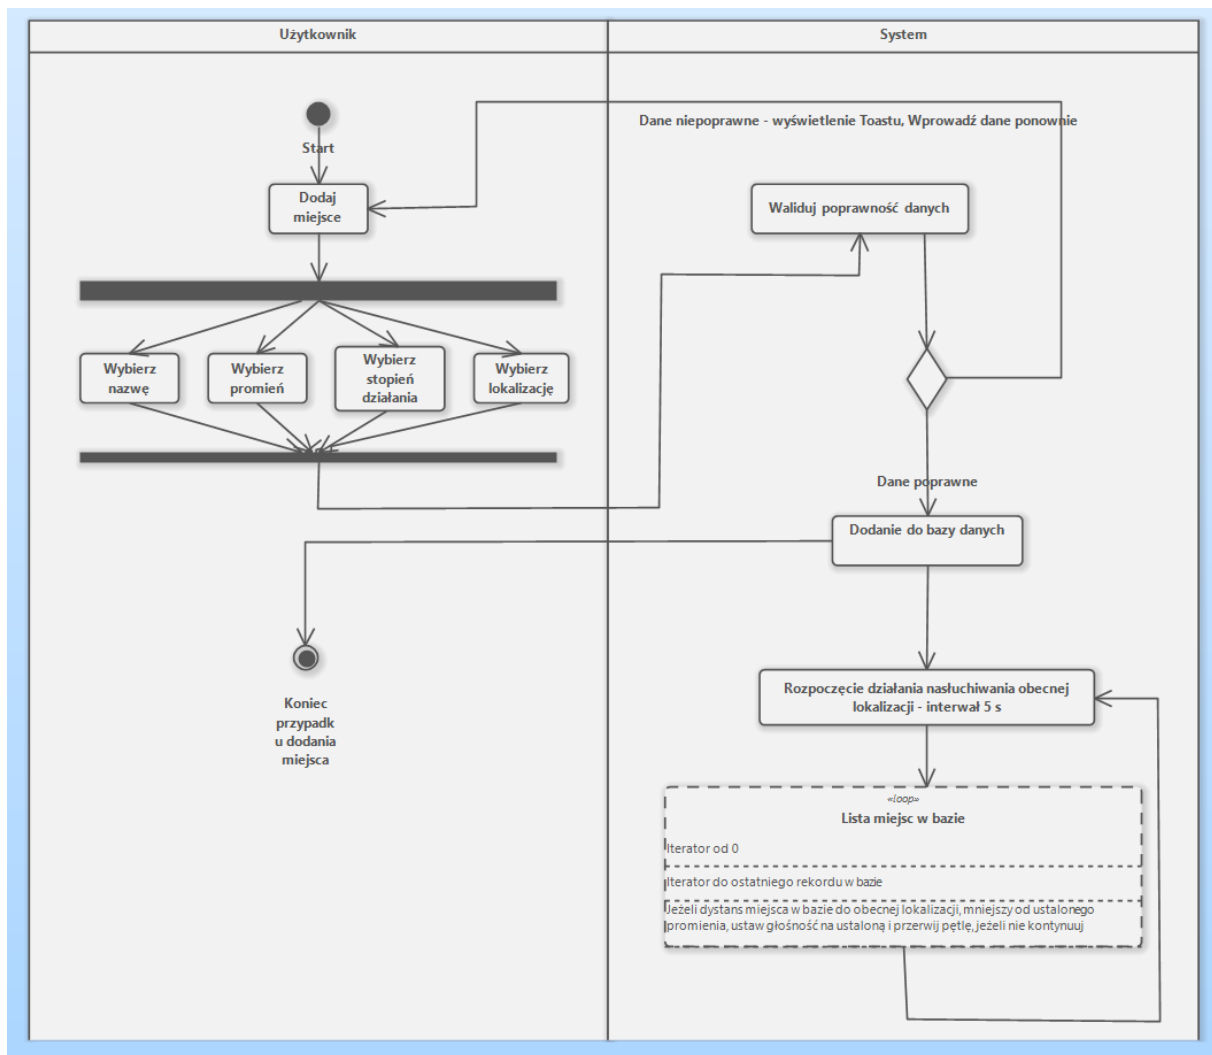 Użytkownik
System
Start
Dodaj
miejsce
Wybierz
nazwę
Wybierz
promień
Wybierz
stopień
działania
Wybierz
lokalizację
Dane niepoprawne - wyświetlenie Toastu, Wprowadź dane ponownie
Waliduj poprawność danych
Dane poprawne
Dodanie do bazy danych
Koniec
przypadk
u dodania
miejsca
Rozpoczęcie działania nasłuchiwania obecnej
lokalizacji - interwał 5 s
«loop»
Lista miejsc w bazie
Iterator od 0
Iterator do ostatniego rekordu w bazie
Jeżeli dystans miejsca w bazie do obecnej lokalizacji, mniejszy od ustalonego
promienia, ustaw głośność na ustaloną i przerwij pętlę, jeżeli nie kontynuuj